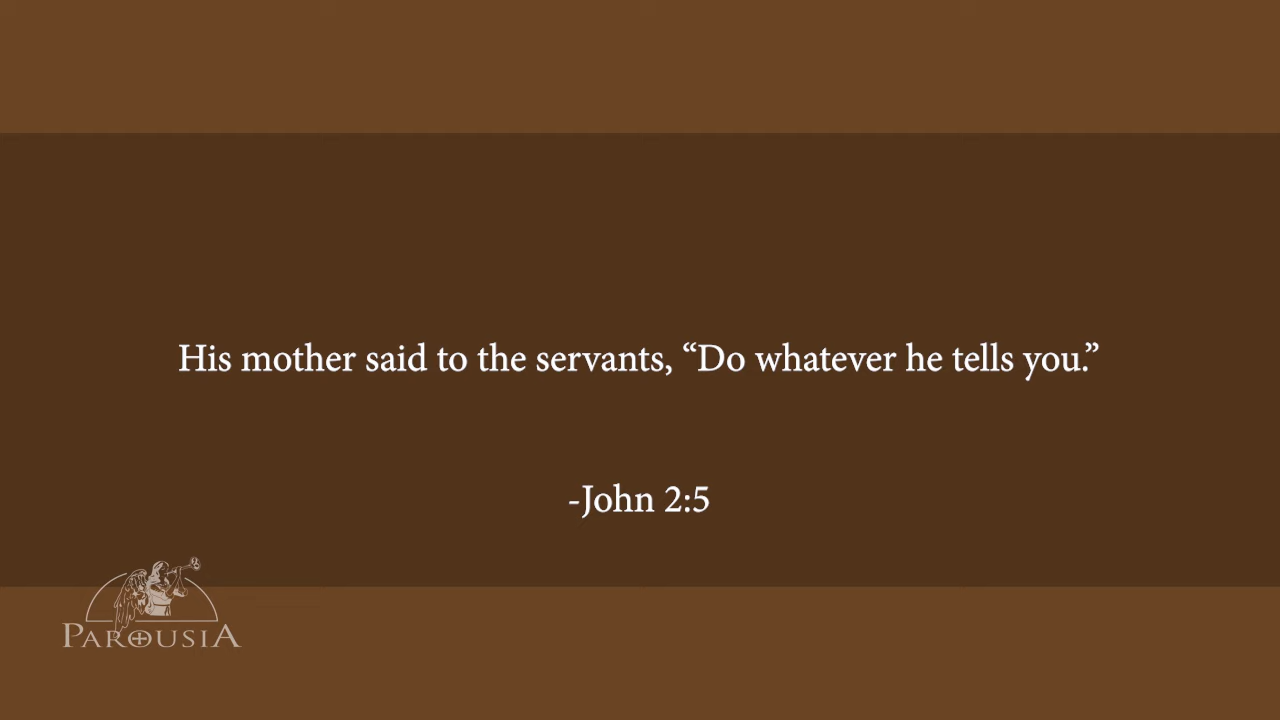 His mother said to the servants, “Do whatever he tells you.”
-John 2:5
PAROUSIA